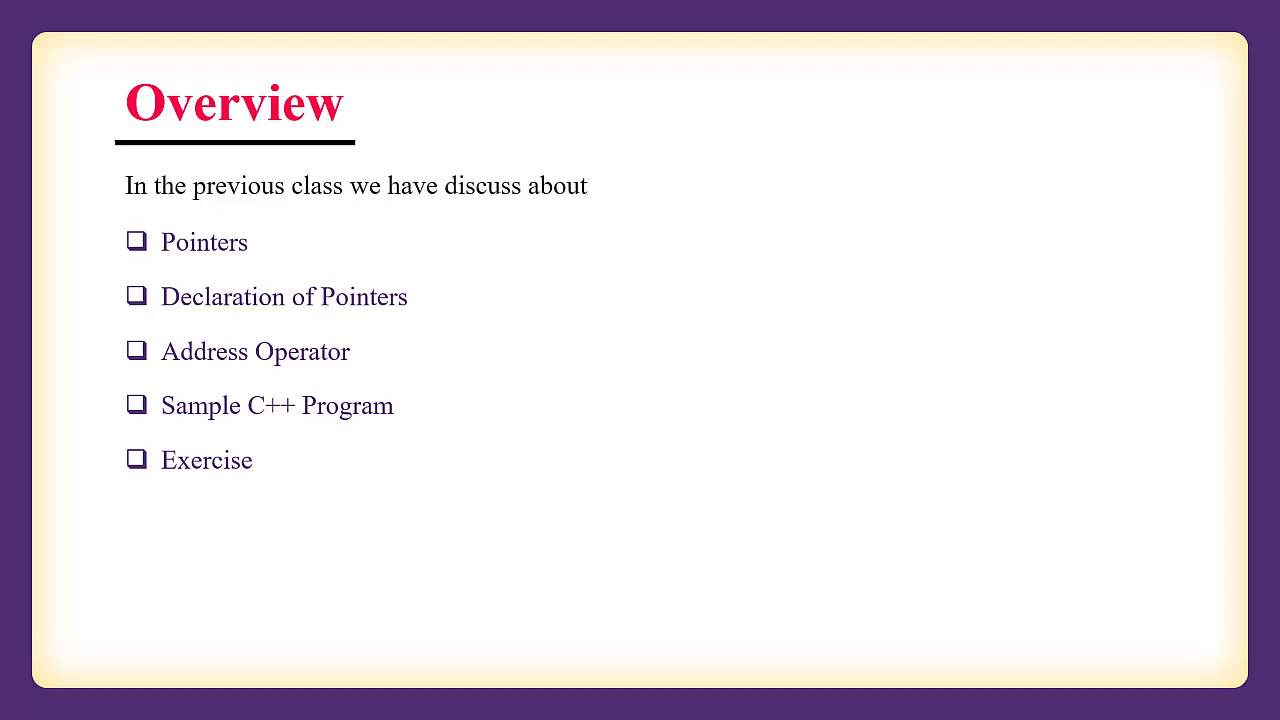 Overview
In the previous class we have discuss about
❑ Pointers
❑ Declaration of Pointers
❑ Address Operator
❑ Sample C++ Program
❑ Exercise